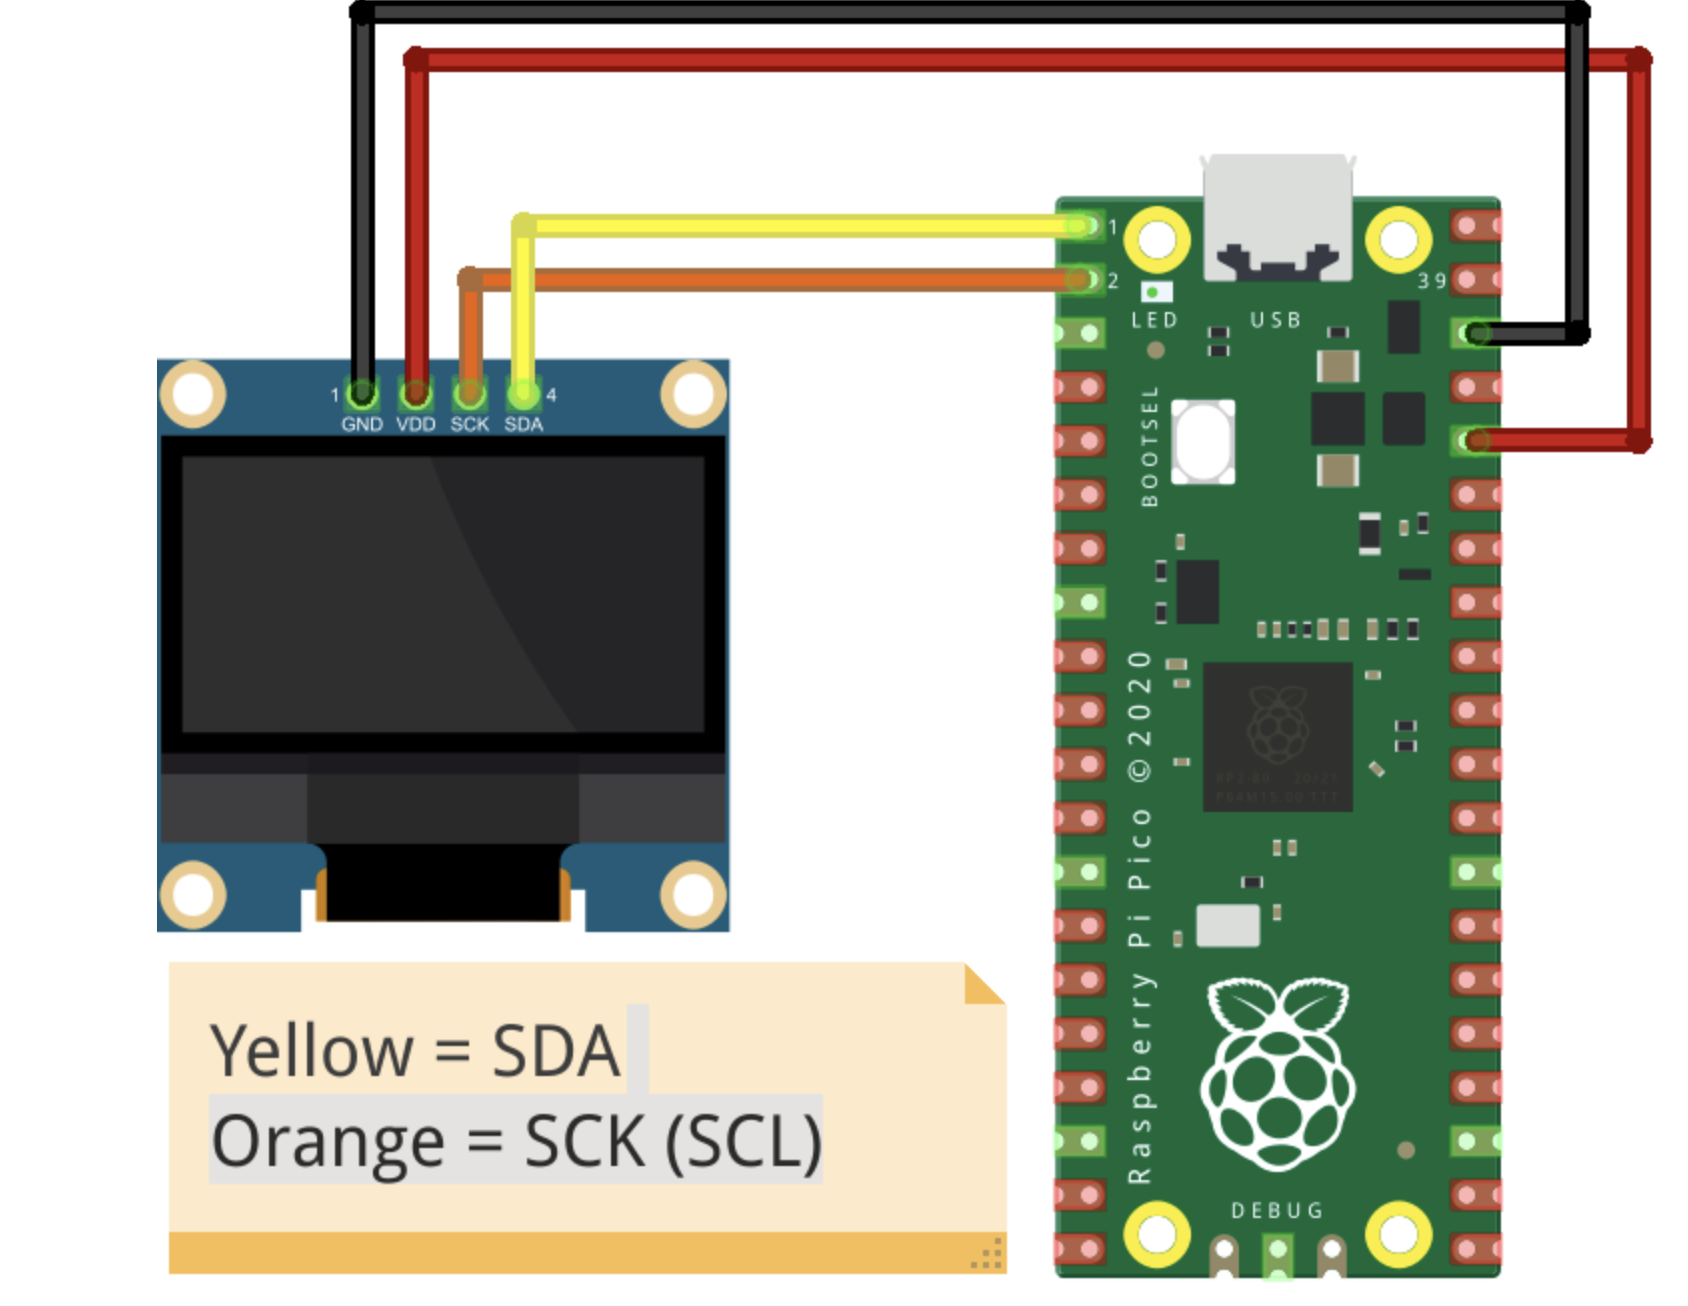 1
2
39
LED
USB
BOOTSEL
1
4
GND VDD SCK SDA
Raspberry Pi Pico ©2020
Yellow = SDA
Orange = SCK (SCL)
DEBUG